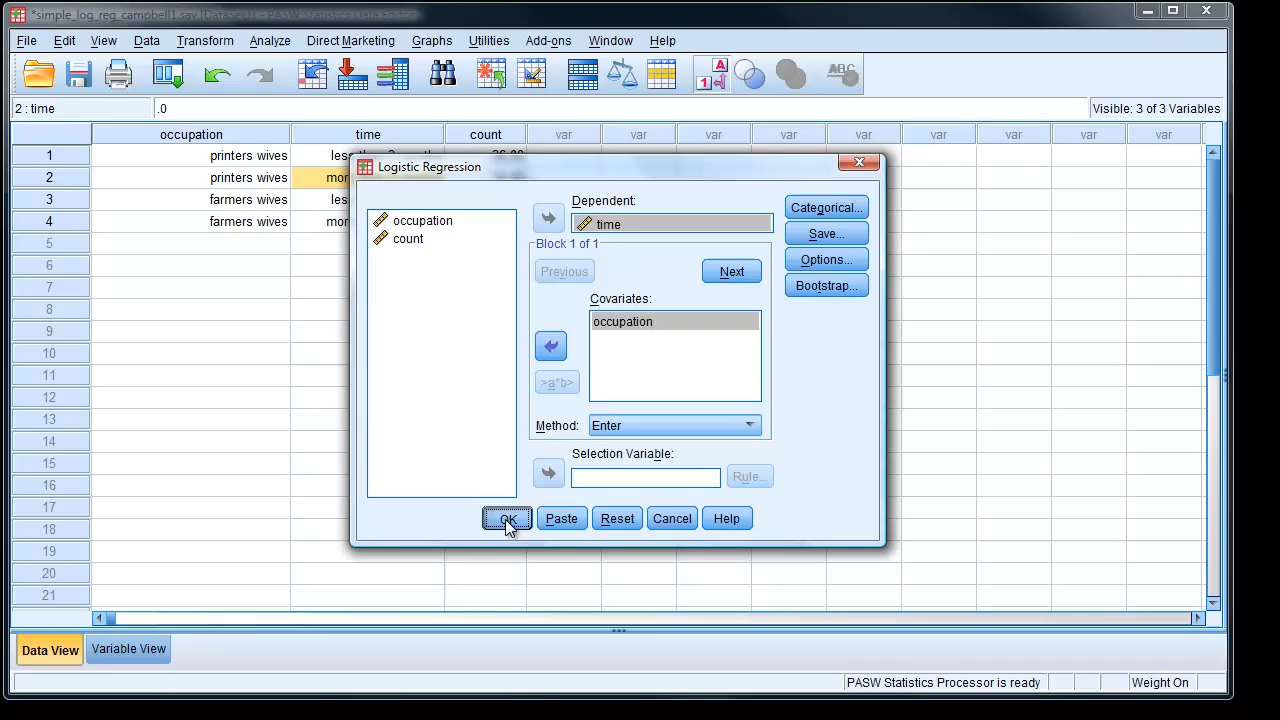 *simple_log_reg_campbell1.sav [DataSet1] - PASW Statistics Data Editor
File Edit View Data Transform Analyze Direct Marketing Graphs Utilities Add-ons Window Help
2 : time .0 Visible: 3 of 3 Variables
occupation time count var var var var var var var var var
1 printers wives
2 printers wives
3 farmers wives
4 farmers wives
5
6
7
8
9
10
11
12
13
14
15
16
17
18
19
20
21
Logistic Regression
occupation
count
Dependent:
time
Block 1 of 1
Previous Next
Covariates:
occupation
>a*b>
Method: Enter
Selection Variable:
Rule...
Categorical...
Save...
Options...
Bootstrap...
OK Paste Reset Cancel Help
Data View Variable View
PASW Statistics Processor is ready Weight On